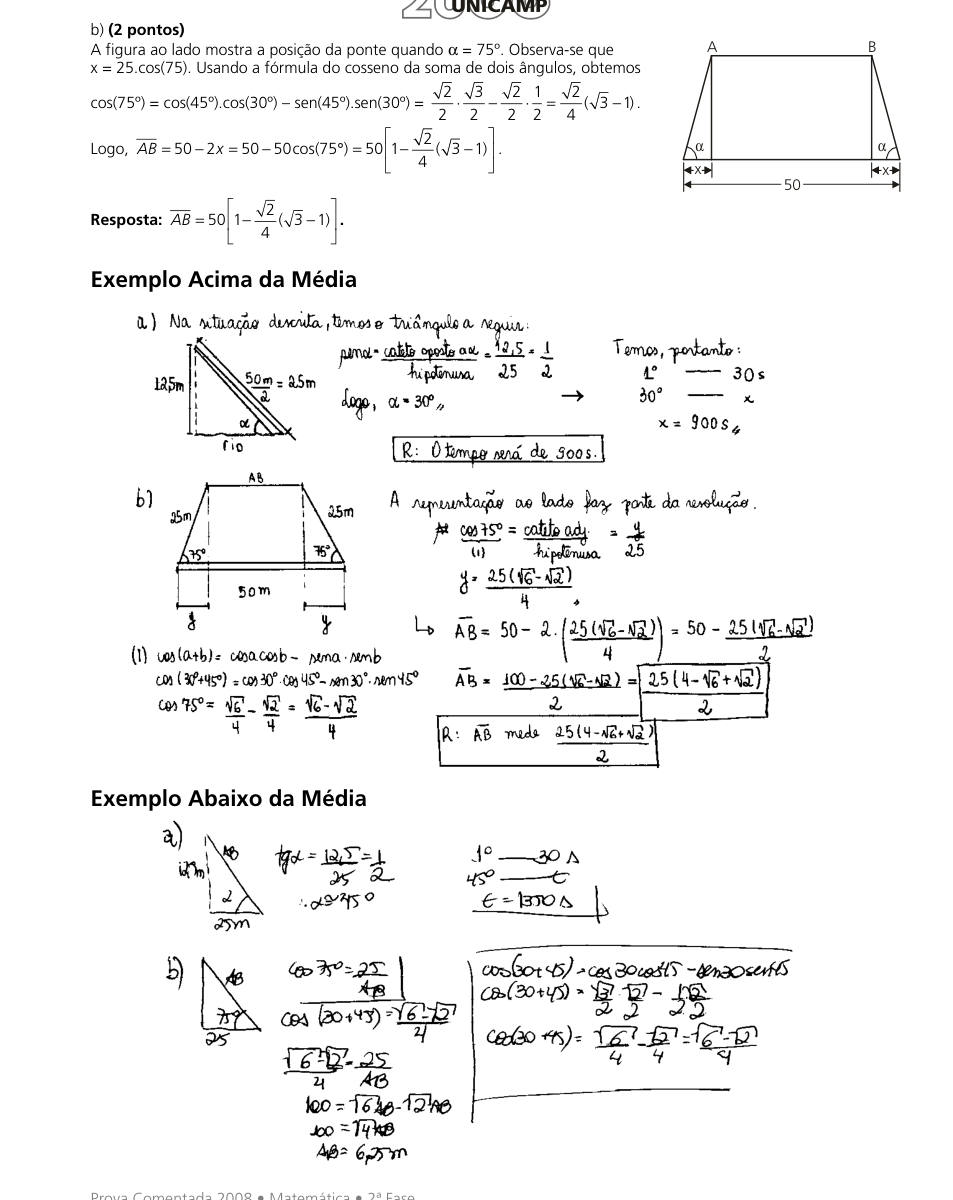 2008
UNICAMP
b) (2 pontos)
A figura ao lado mostra a posição da ponte quando α = 75º. Observa-se que
x = 25.cos(75). Usando a fórmula do cosseno da soma de dois ângulos, obtemos
cos(75º) = cos(45º).cos(30º) – sen(45º).sen(30º) = √2/2 · √3/2 − √2/2 · 1/2 = √2/4 (√3 − 1).
Logo, AB = 50 − 2x = 50 − 50cos(75°) = 50[1 − √2/4 (√3 − 1)].
Resposta: AB = 50[1 − √2/4 (√3 − 1)].
A B
α α
x x
50
Exemplo Acima da Média
a) Na situação descrita, temos o triângulo a seguir:
12,5m
50m/2 = 25m
α
rio
senα = cateto oposto a α / hipotenusa = 12,5/25 = 1/2
Logo, α = 30º
→
Temos, portanto:
1º — 30s
30º — x
x = 900s
R: O tempo será de 900s.
b)
AB
25m 25m
75º 75º
50m
y y
A representação ao lado faz parte da resolução.
cos 75º = cateto adj. / hipotenusa = y/25
(1)
y = 25(√6-√2)/4
↳ AB = 50 - 2.(25(√6-√2)/4) = 50 - 25(√6-√2)/2
AB = 100 - 25(√6-√2) / 2 = 25(4-√6+√2)/2
R: AB mede 25(4-√6+√2)/2
(1) cos(a+b) = cosa cosb - sena . senb
cos(30º+45º) = cos30º.cos45º - sen30º.sen45º
cos 75º = √6/4 - √2/4 = √6-√2/4
Exemplo Abaixo da Média
a)
AB
12,5m
2
25m
tgα = 12,5/25 = 1/2
∴ α ≅ 45º
1º — 30 s
45º — t
t = 1350 s
b)
AB
75º
25
cos 75º = 25/AB
cos (30+45) = √6-√2/4
√6-√2/4 = 25/AB
100 = √6AB - √2AB
100 = √4AB
AB = 6,25m
cos(30+45) = cos30cos45 - sen30sen45
cos(30+45) = √3/2 . √2/2 - 1/2 √2/2
cos(30+45) = √6/4 - √2/4 = √6-√2/4
Prova Comentada 2008 • Matemática • 2ª Fase